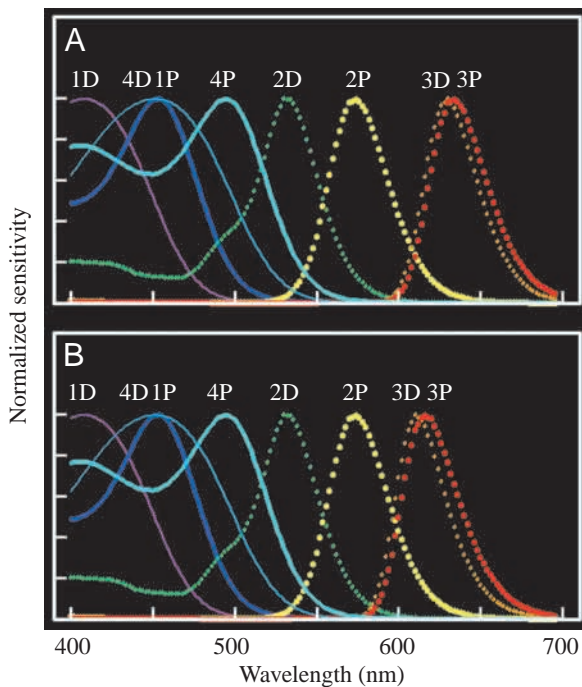 A
1D 4D 1P 4P 2D 2P 3D 3P
B
1D 4D 1P 4P 2D 2P 3D 3P
Normalized sensitivity
400 500 600 700
Wavelength (nm)